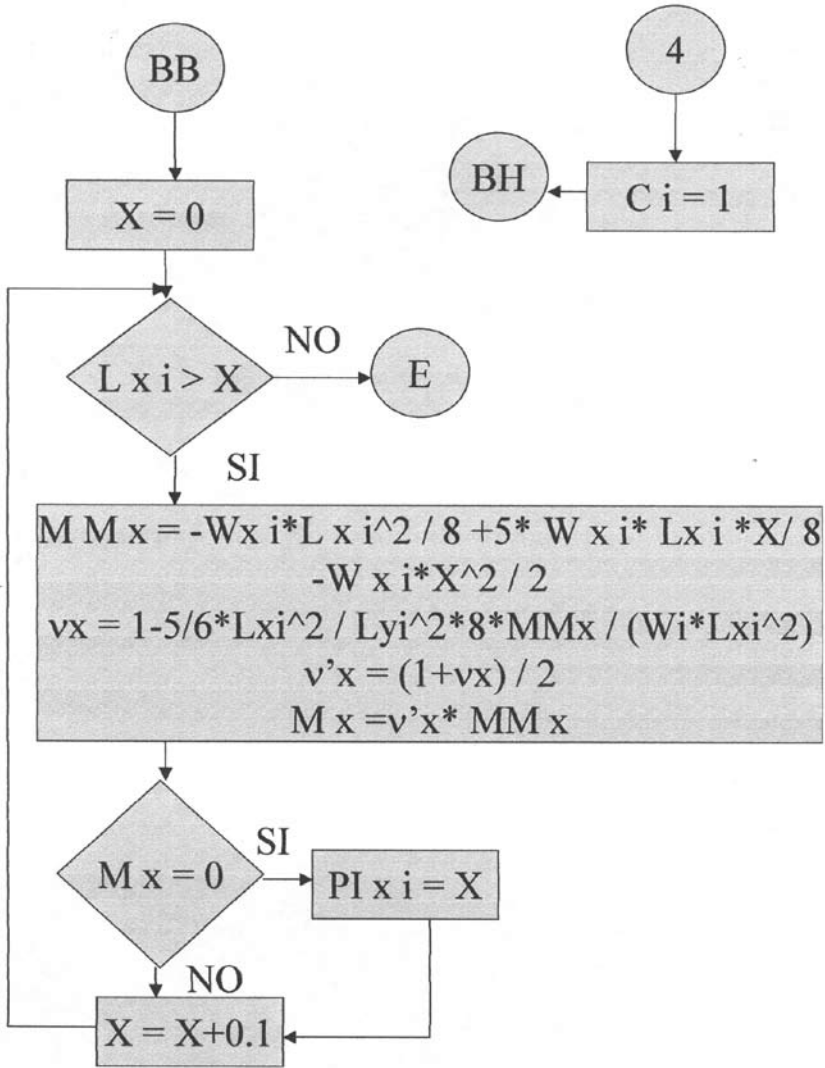 BB
4
X = 0
BH
C i = 1
NO
L x i > X
E
SI
M M x = -Wx i*L x i^2 / 8 +5* W x i* Lx i *X/ 8
-W x i*X^2 / 2
νx = 1-5/6*Lxi^2 / Lyi^2*8*MMx / (Wi*Lxi^2)
ν’x = (1+νx) / 2
M x =ν’x* MM x
SI
M x = 0
PI x i = X
NO
X = X+0.1